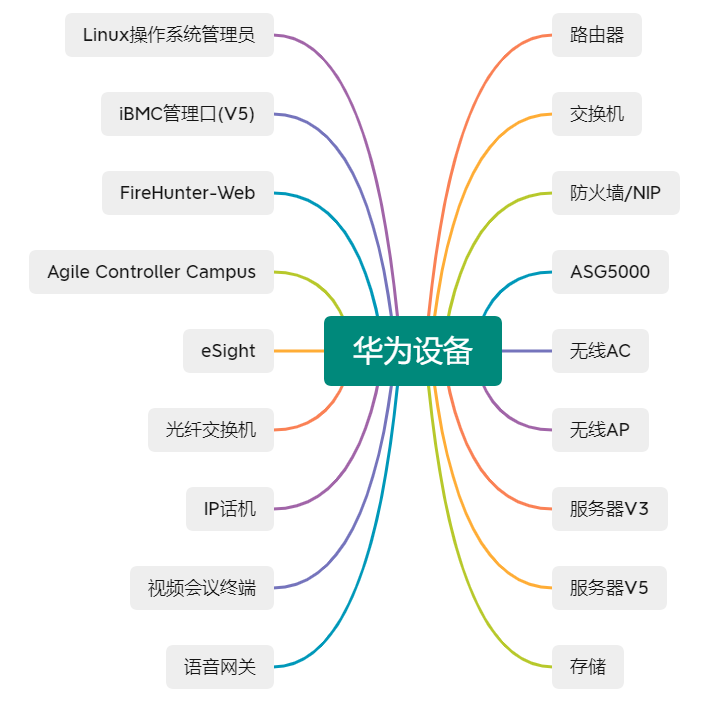 华为设备
路由器
交换机
防火墙/NIP
ASG5000
无线AC
无线AP
服务器V3
服务器V5
存储
Linux操作系统管理员
iBMC管理口(V5)
FireHunter-Web
Agile Controller Campus
eSight
光纤交换机
IP话机
视频会议终端
语音网关